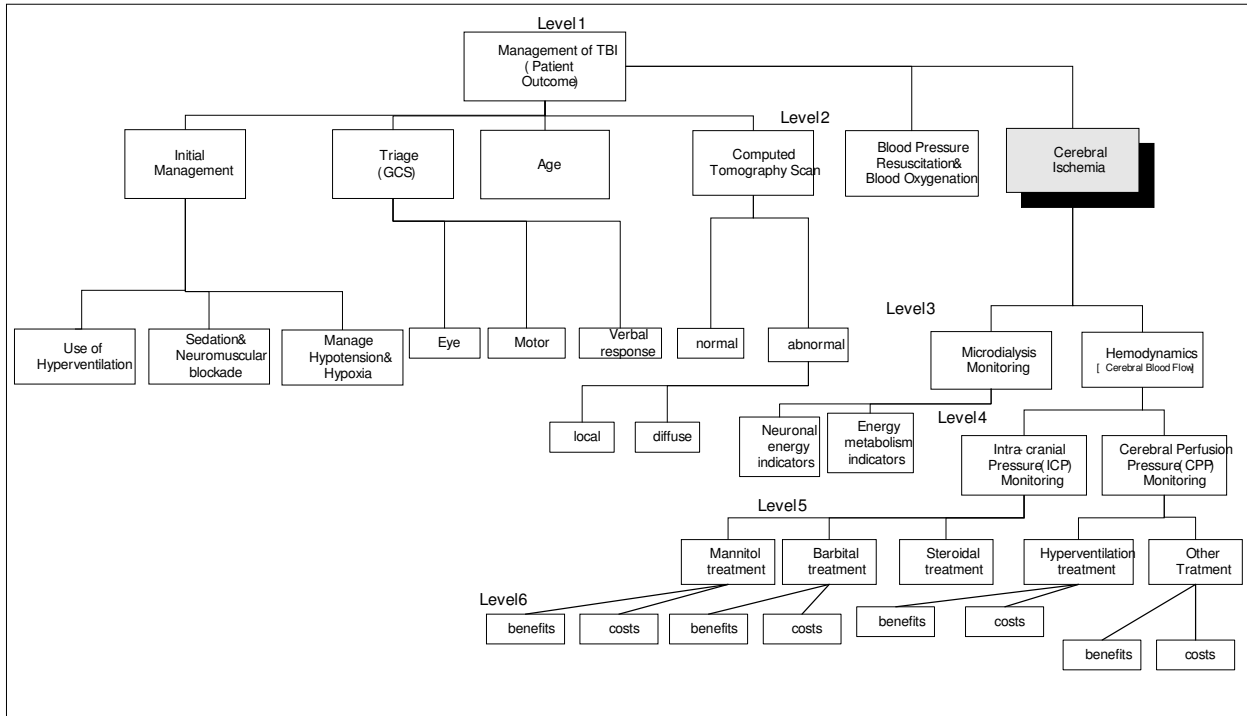 Level1
Management of TBI
( Patient
Outcome)
Level2
Initial
Management
Triage
(GCS)
Age
Computed
Tomography Scan
Blood Pressure
Resuscitation&
Blood Oxygenation
Cerebral
Ischemia
Level3
Use of
Hyperventilation
Sedation&
Neuromuscular
blockade
Manage
Hypotension&
Hypoxia
Eye
Motor
Verbal
response
normal
abnormal
Microdialysis
Monitoring
Hemodynamics
[ Cerebral Blood Flow]
Level4
local
diffuse
Neuronal
energy
indicators
Energy
metabolism
indicators
Intra-cranial
Pressure(ICP)
Monitoring
Cerebral Perfusion
Pressure(CPP)
Monitoring
Level5
Mannitol
treatment
Barbital
treatment
Steroidal
treatment
Hyperventilation
treatment
Other
Tratment
Level6
benefits
costs
benefits
costs
benefits
costs
benefits
costs